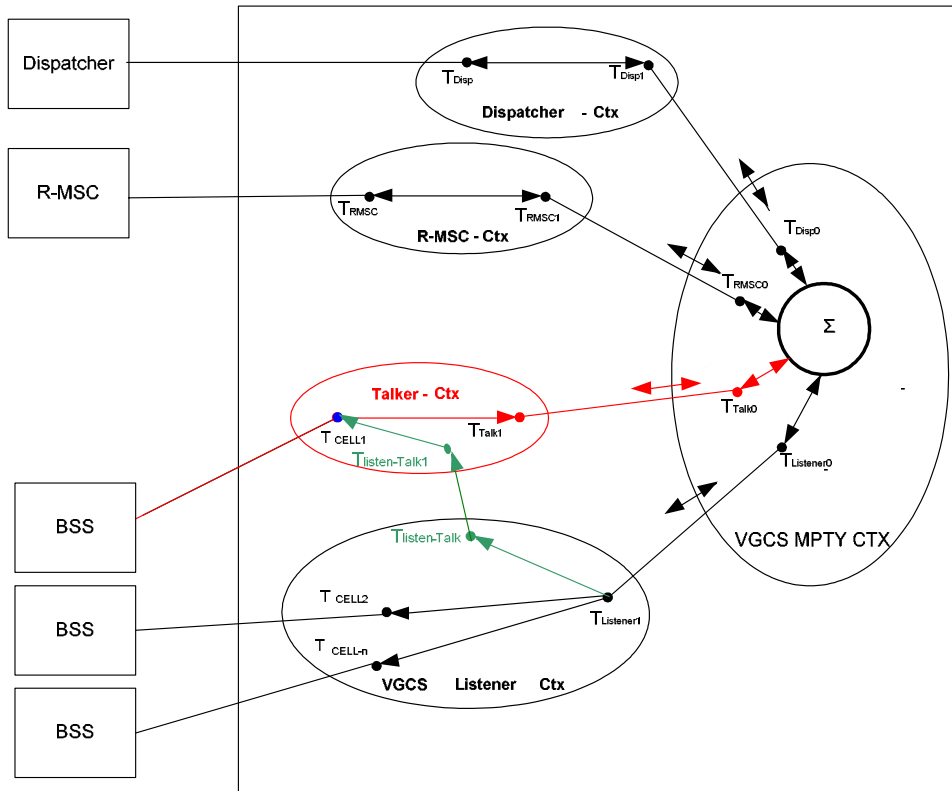 Dispatcher
TDisp
TDisp1
Dispatcher - Ctx
R-MSC
TRMSC
TRMSC1
R-MSC - Ctx
TDisp0
TRMSC0
Σ
Talker - Ctx
T CELL1
TTalk1
TTalk0
-
Tlisten-Talk1
TListener_0
BSS
Tlisten-Talk
VGCS MPTY CTX
BSS
T CELL2
TListener1
T CELL-n
VGCS Listener Ctx
BSS